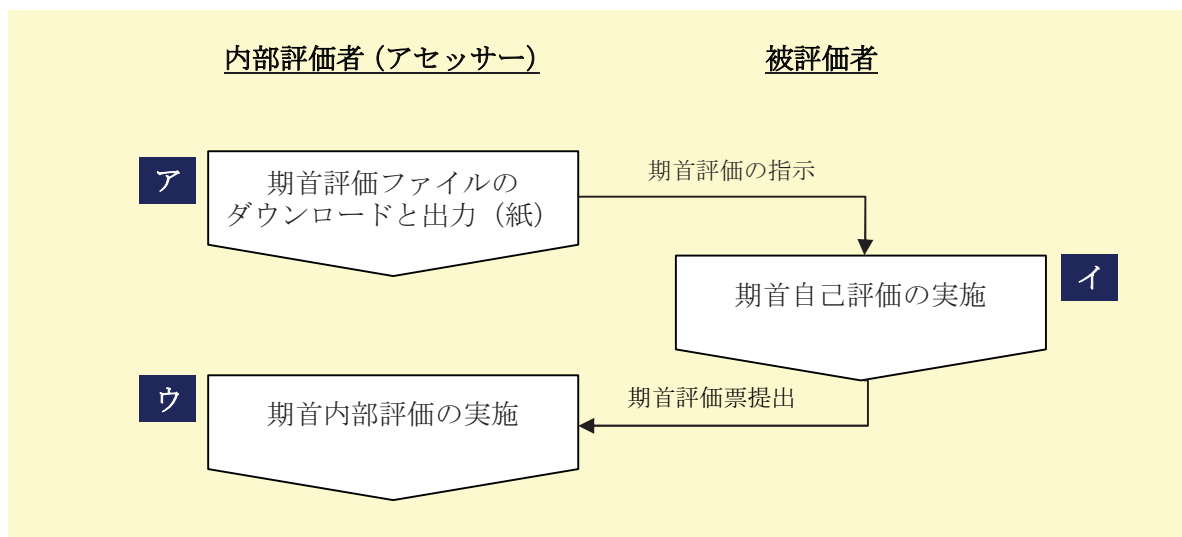 内部評価者（アセッサー）
被評価者
ア
期首評価ファイルの
ダウンロードと出力（紙）
期首評価の指示
イ
期首自己評価の実施
ウ
期首内部評価の実施
期首評価票提出